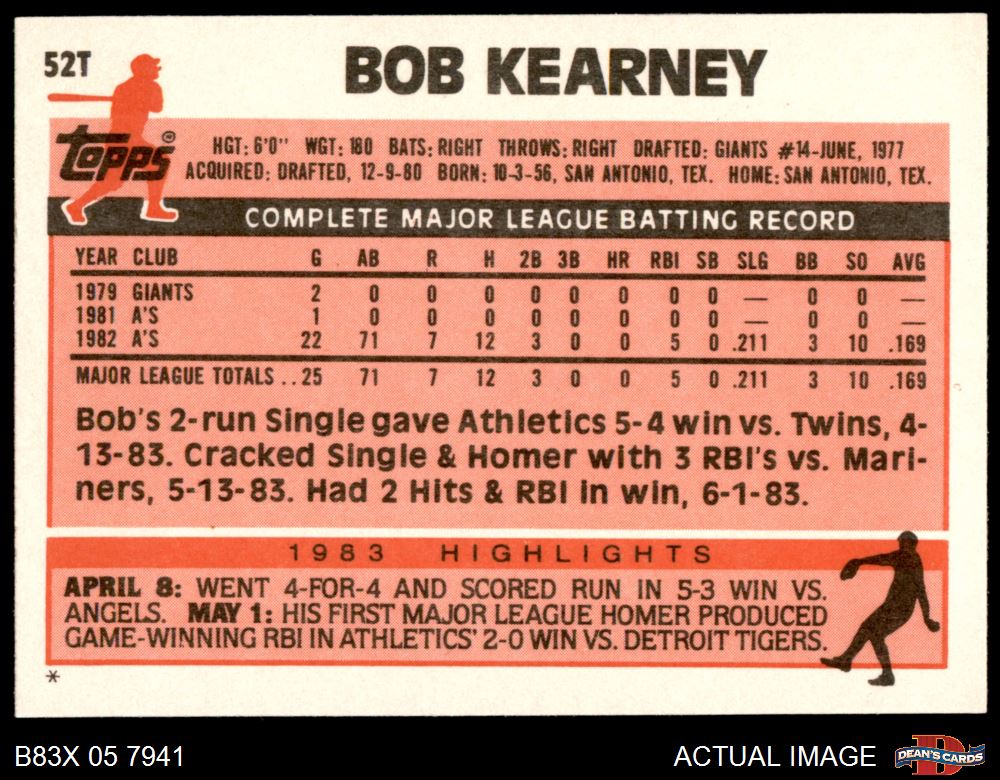 52T
BOB KEARNEY
topps
HGT: 6'0" WGT: 180 BATS: RIGHT THROWS: RIGHT DRAFTED: GIANTS #14-JUNE, 1977
ACQUIRED: DRAFTED, 12-9-80 BORN: 10-3-56, SAN ANTONIO, TEX. HOME: SAN ANTONIO, TEX.
COMPLETE MAJOR LEAGUE BATTING RECORD
YEAR CLUB G AB R H 2B 3B HR RBI SB SLG BB SO AVG
1979 GIANTS 2 0 0 0 0 0 0 0 0 — 0 0 —
1981 A'S 1 0 0 0 0 0 0 0 0 — 0 0 —
1982 A'S 22 71 7 12 3 0 0 5 0 .211 3 10 .169
MAJOR LEAGUE TOTALS .. 25 71 7 12 3 0 0 5 0 .211 3 10 .169
Bob's 2-run Single gave Athletics 5-4 win vs. Twins, 4-
13-83. Cracked Single & Homer with 3 RBI's vs. Mari-
ners, 5-13-83. Had 2 Hits & RBI in win, 6-1-83.
1983 HIGHLIGHTS
APRIL 8: WENT 4-FOR-4 AND SCORED RUN IN 5-3 WIN VS.
ANGELS. MAY 1: HIS FIRST MAJOR LEAGUE HOMER PRODUCED
GAME-WINNING RBI IN ATHLETICS' 2-0 WIN VS. DETROIT TIGERS.
*
B83X 05 7941 ACTUAL IMAGE
D
DEAN'S CARDS